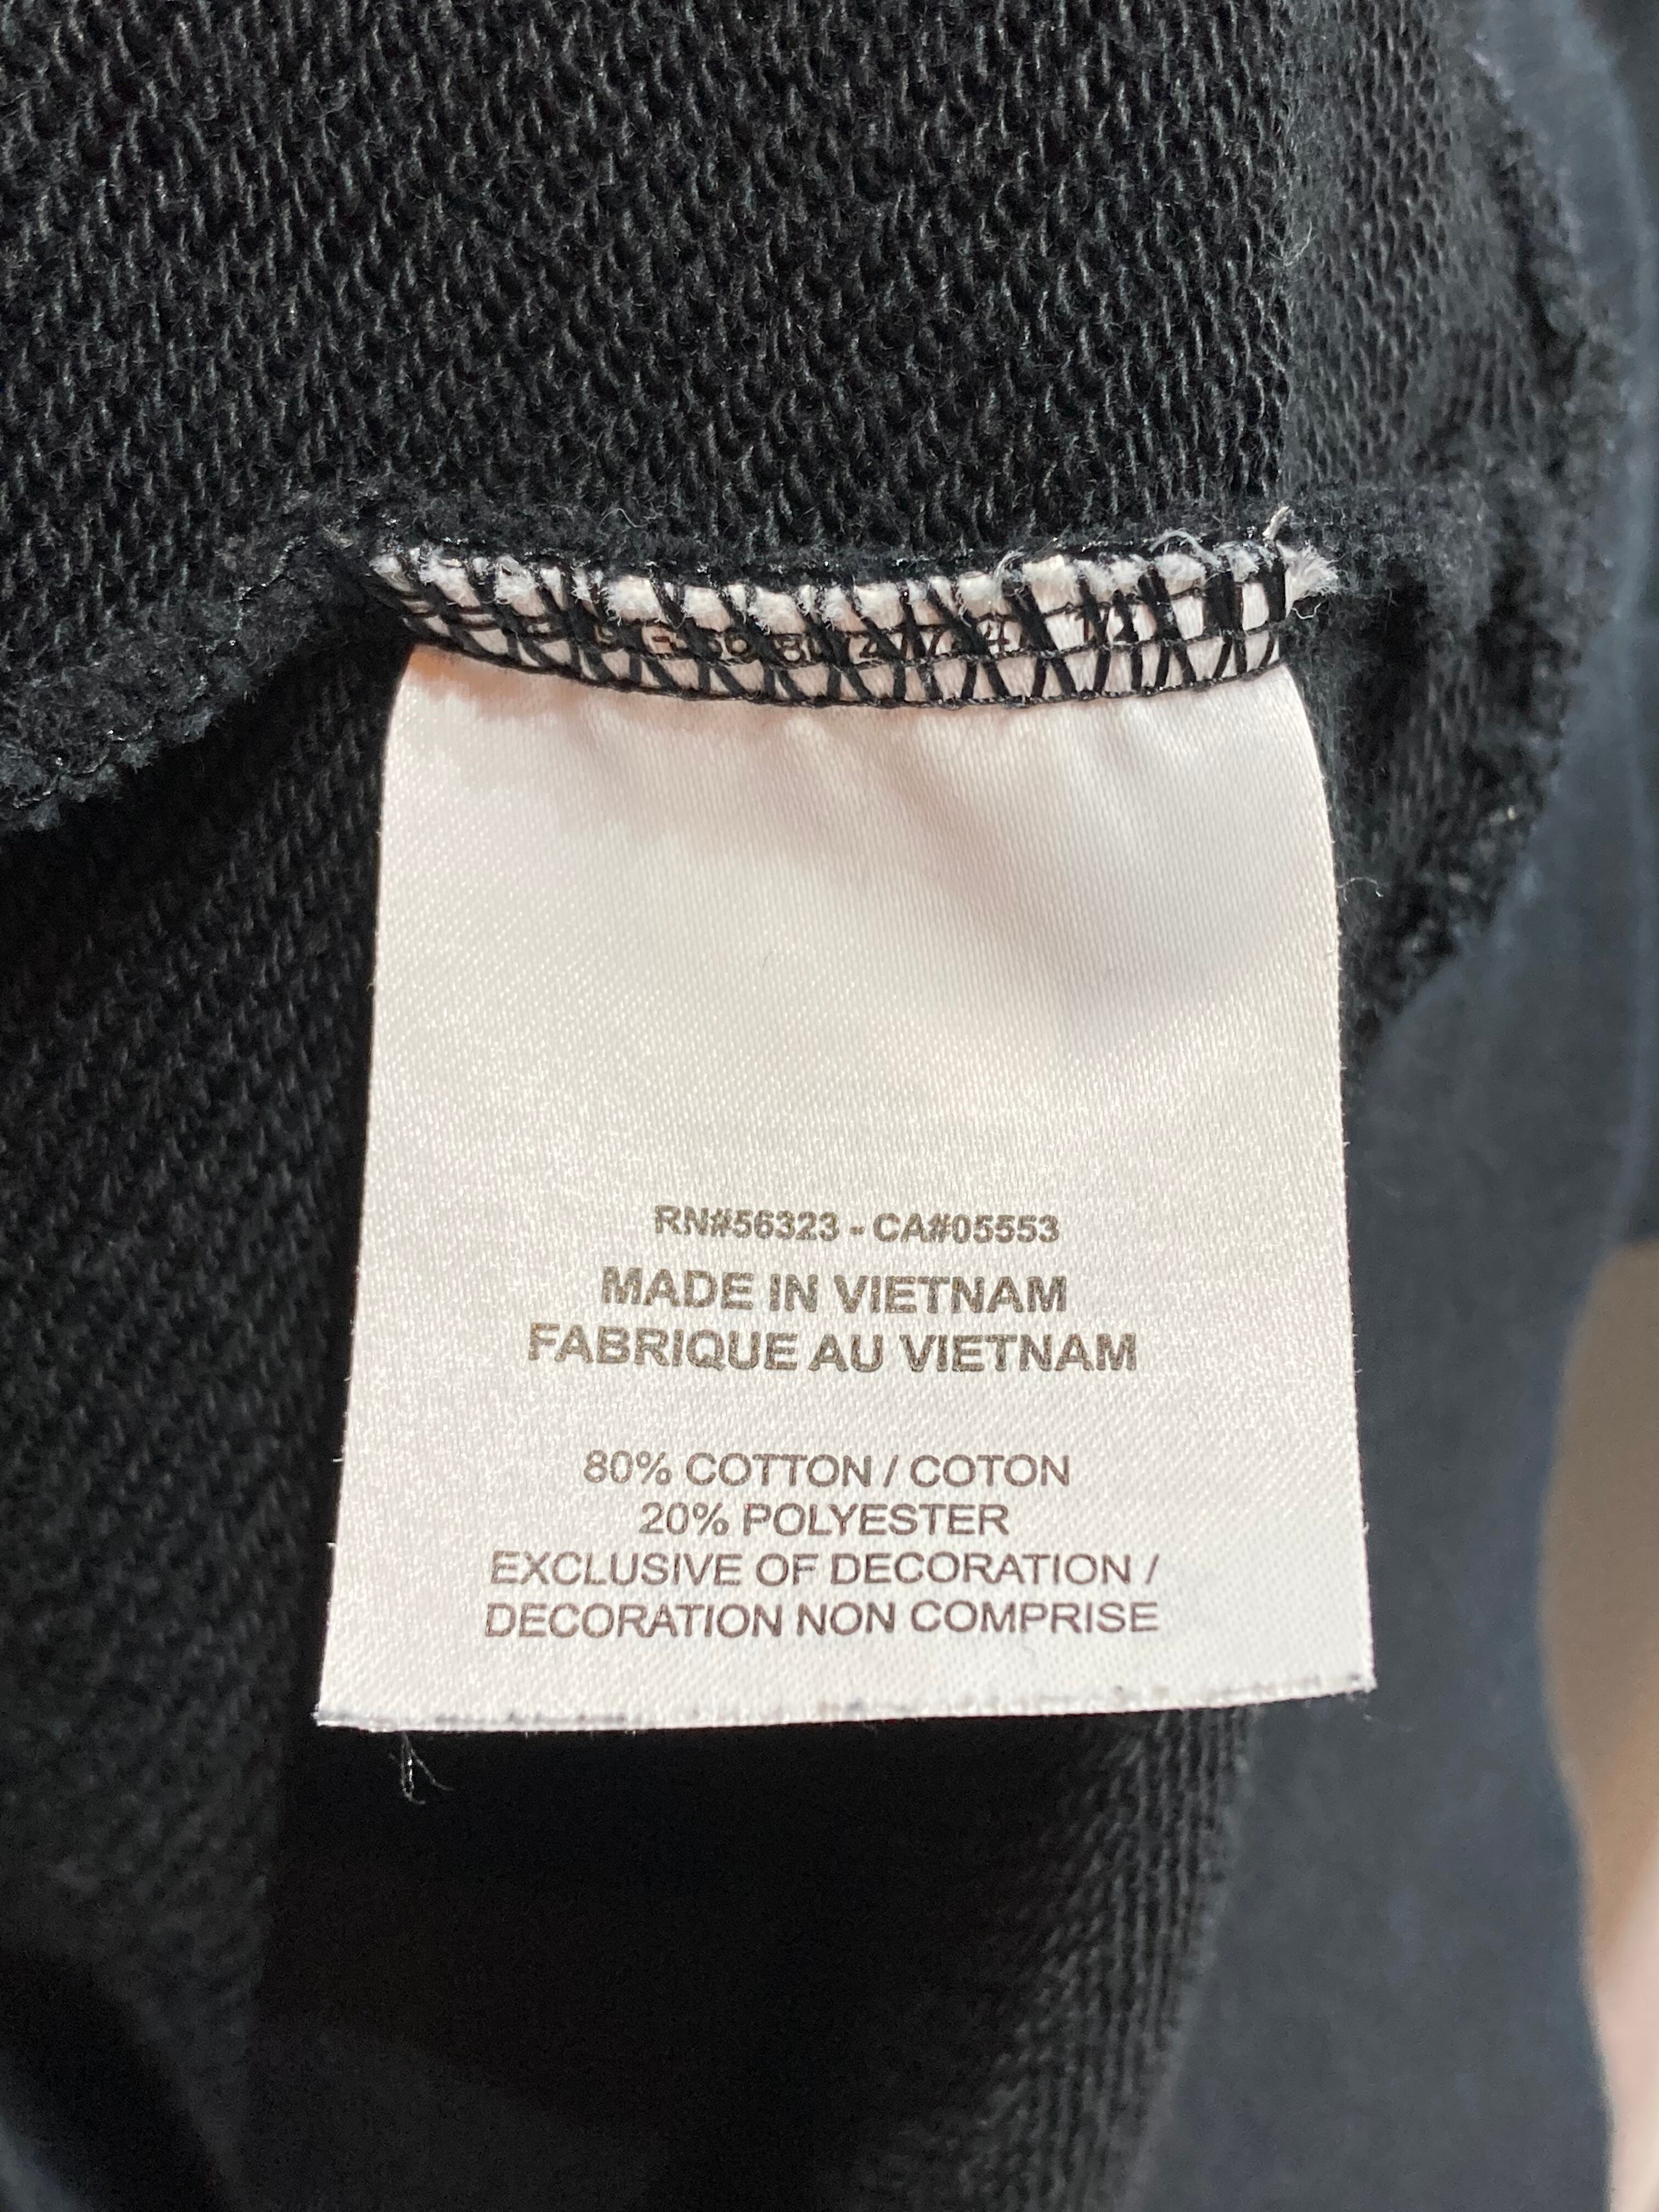 RN#56323 - CA#05553
MADE IN VIETNAM
FABRIQUE AU VIETNAM
80% COTTON / COTON
20% POLYESTER
EXCLUSIVE OF DECORATION /
DECORATION NON COMPRISE